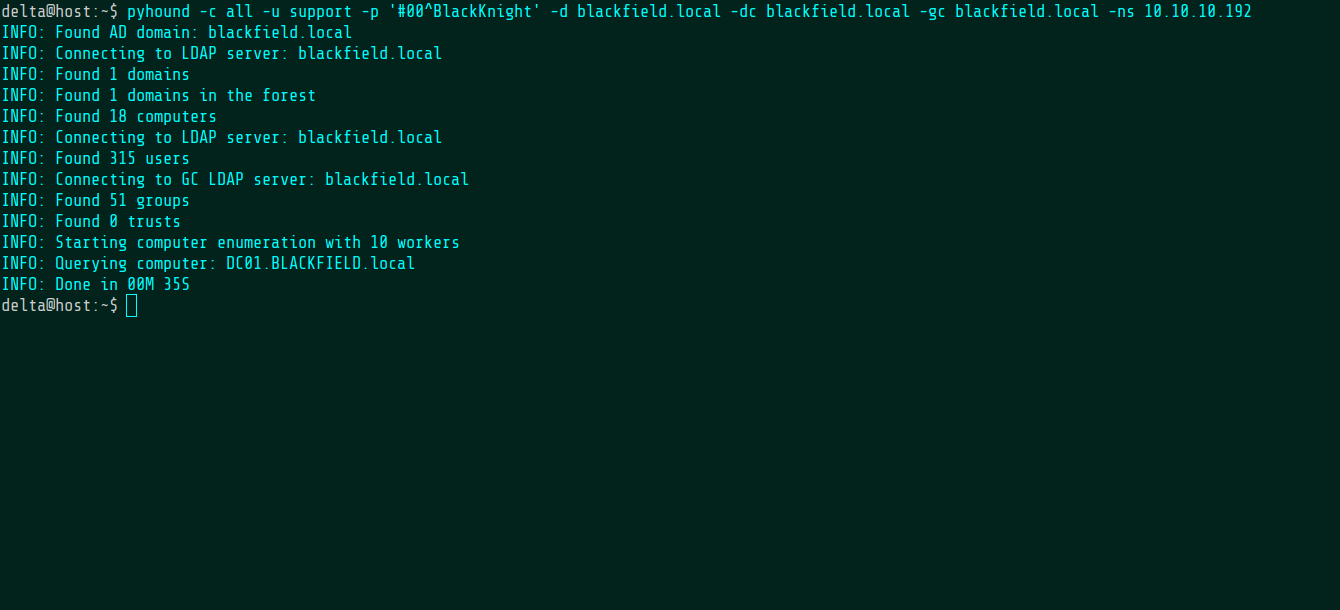 delta@host:~$ pyhound -c all -u support -p '#00^BlackKnight' -d blackfield.local -dc blackfield.local -gc blackfield.local -ns 10.10.10.192
INFO: Found AD domain: blackfield.local
INFO: Connecting to LDAP server: blackfield.local
INFO: Found 1 domains
INFO: Found 1 domains in the forest
INFO: Found 18 computers
INFO: Connecting to LDAP server: blackfield.local
INFO: Found 315 users
INFO: Connecting to GC LDAP server: blackfield.local
INFO: Found 51 groups
INFO: Found 0 trusts
INFO: Starting computer enumeration with 10 workers
INFO: Querying computer: DC01.BLACKFIELD.local
INFO: Done in 00M 35S
delta@host:~$